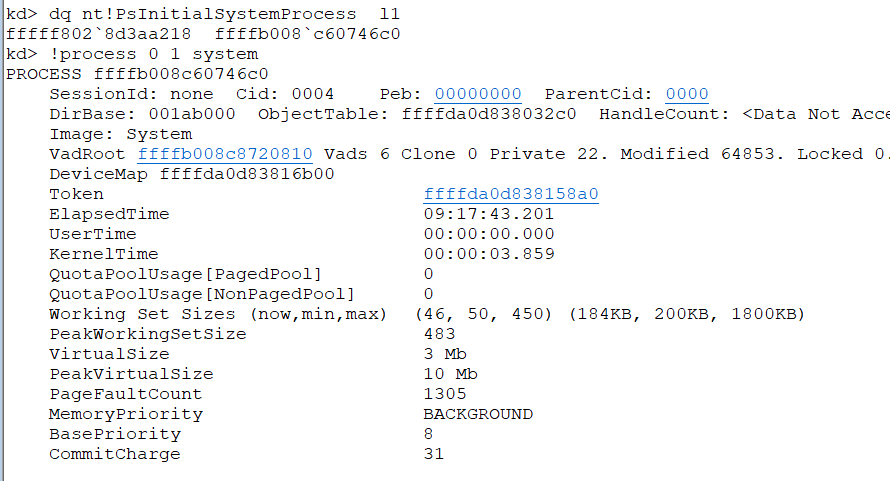 kd> dq nt!PsInitialSystemProcess l1
fffff802`8d3aa218 ffffb008`c60746c0
kd> !process 0 1 system
PROCESS ffffb008c60746c0
SessionId: none Cid: 0004 Peb: 00000000 ParentCid: 0000
DirBase: 001ab000 ObjectTable: ffffda0d838032c0 HandleCount: <Data Not Acce
Image: System
VadRoot ffffb008c8720810 Vads 6 Clone 0 Private 22. Modified 64853. Locked 0.
DeviceMap ffffda0d83816b00
Token ffffda0d838158a0
ElapsedTime 09:17:43.201
UserTime 00:00:00.000
KernelTime 00:00:03.859
QuotaPoolUsage[PagedPool] 0
QuotaPoolUsage[NonPagedPool] 0
Working Set Sizes (now,min,max) (46, 50, 450) (184KB, 200KB, 1800KB)
PeakWorkingSetSize 483
VirtualSize 3 Mb
PeakVirtualSize 10 Mb
PageFaultCount 1305
MemoryPriority BACKGROUND
BasePriority 8
CommitCharge 31